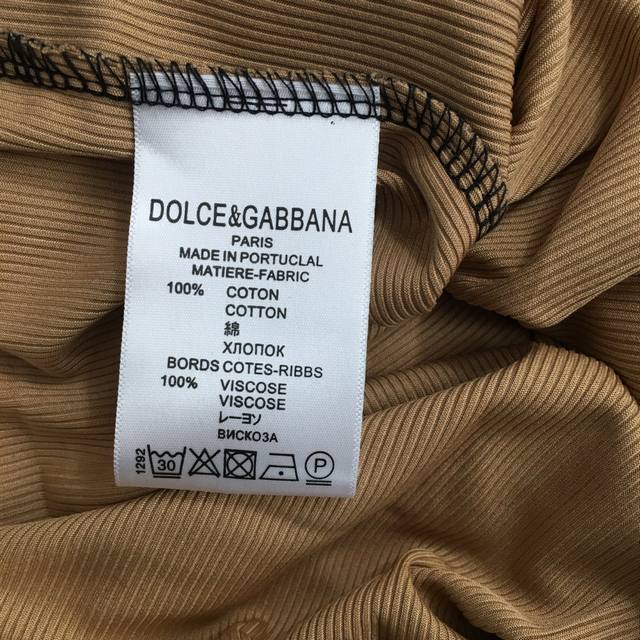 DOLCE&GABBANA
PARIS
MADE IN PORTUCLAL
MATIERE-FABRIC
100% COTON
COTTON
綿
ХЛОПОК
BORDS COTES-RIBBS
100% VISCOSE
VISCOSE
レーヨソ
ВИСКОЗА
1292
30
P